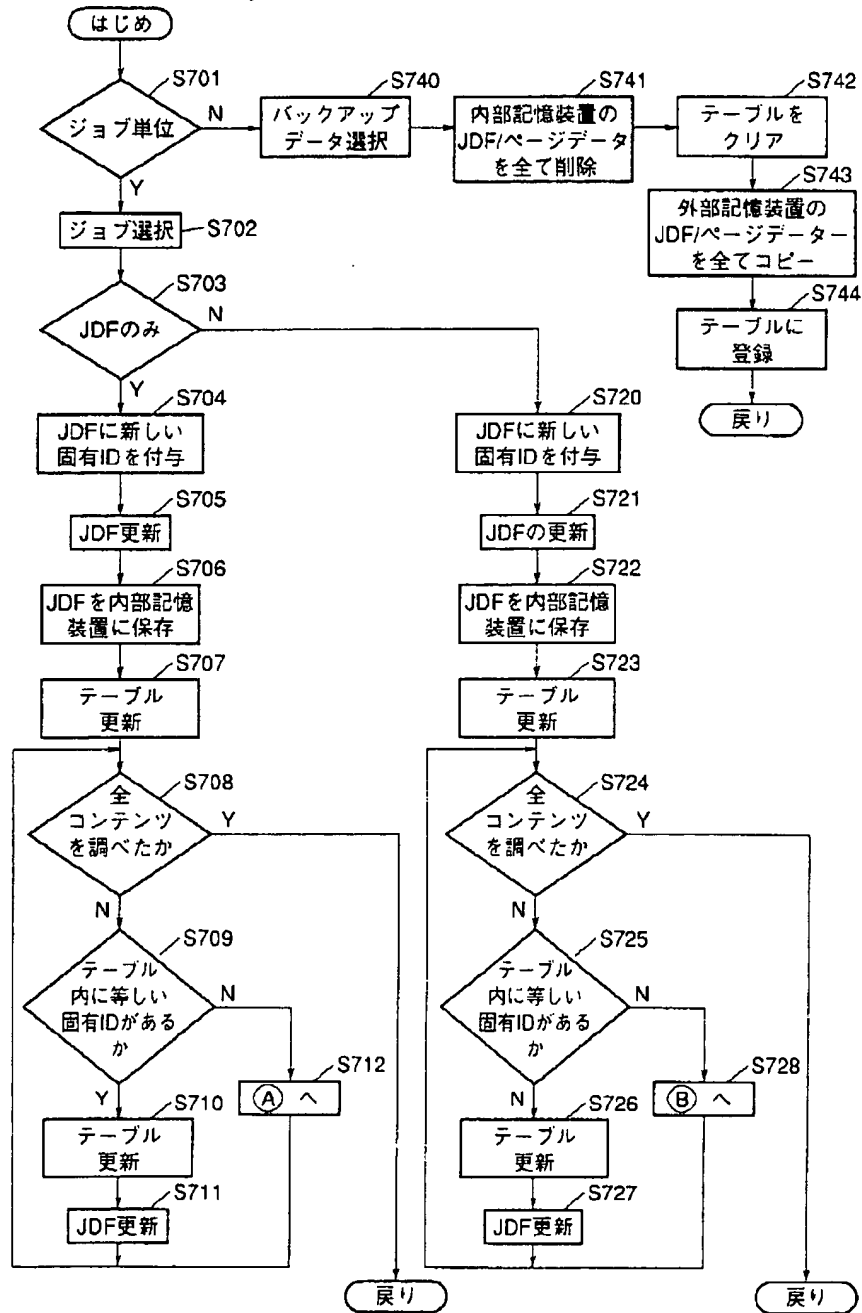 はじめ
S701
ジョブ単位
N
Y
S740
バックアップ
データ選択
S741
内部記憶装置の
JDF/ページデータ
を全て削除
S742
テーブルを
クリア
S743
外部記憶装置の
JDF/ページデーター
を全てコピー
S744
テーブルに
登録
戻り
ジョブ選択
S702
S703
JDFのみ
N
Y
S704
JDFに新しい
固有IDを付与
S705
JDF更新
S706
JDFを内部記憶
装置に保存
S707
テーブル
更新
S708
全
コンテンツ
を調べたか
Y
N
S709
テーブル
内に等しい
固有IDがある
か
N
Y
S712
A へ
S710
テーブル
更新
S711
JDF更新
戻り
S720
JDFに新しい
固有IDを付与
S721
JDFの更新
S722
JDFを内部記憶
装置に保存
S723
テーブル
更新
S724
全
コンテンツ
を調べたか
Y
N
S725
テーブル
内に等しい
固有IDがある
か
N
N
S728
B へ
S726
テーブル
更新
S727
JDF更新
戻り